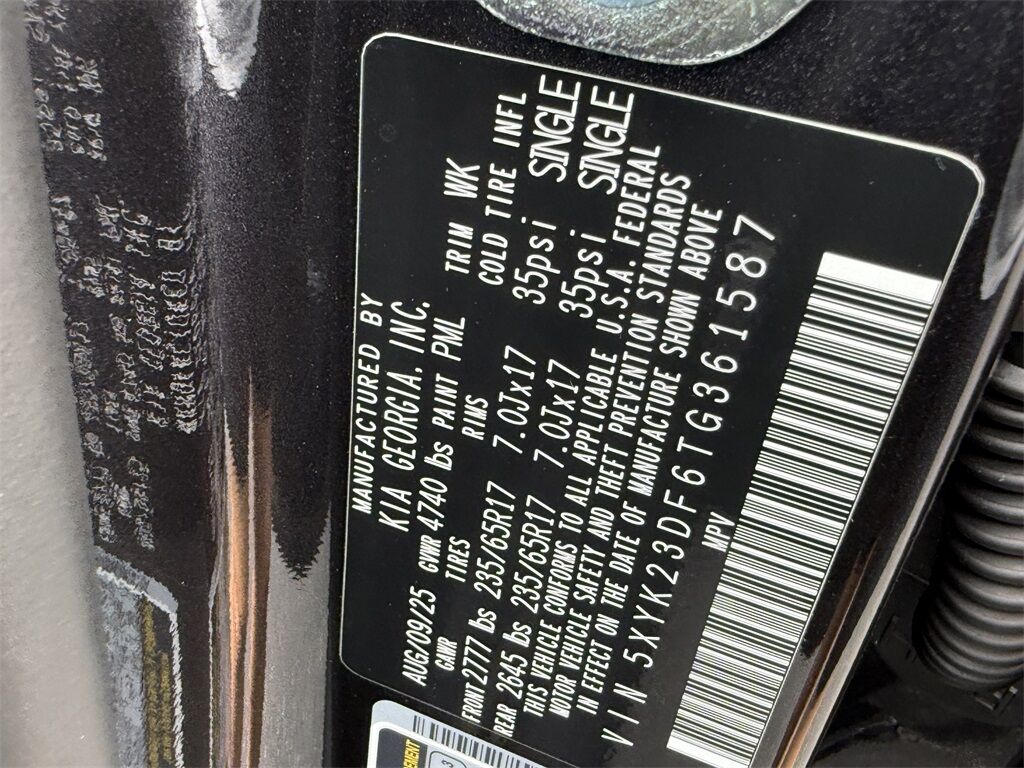 MANUFACTURED BY
KIA GEORGIA, INC.
AUG/09/25 GVWR 4740 lbs PAINT PML TRIM WK
GAWR TIRES RIMS COLD TIRE INFL
FRONT 2777 lbs 235/65R17 7.0Jx17 35psi SINGLE
REAR 2645 lbs 235/65R17 7.0Jx17 35psi SINGLE
THIS VEHICLE CONFORMS TO ALL APPLICABLE U.S.A. FEDERAL
MOTOR VEHICLE SAFETY AND THEFT PREVENTION STANDARDS
IN EFFECT ON THE DATE OF MANUFACTURE SHOWN ABOVE
VIN 5XYK23DF6TG361587
MPV